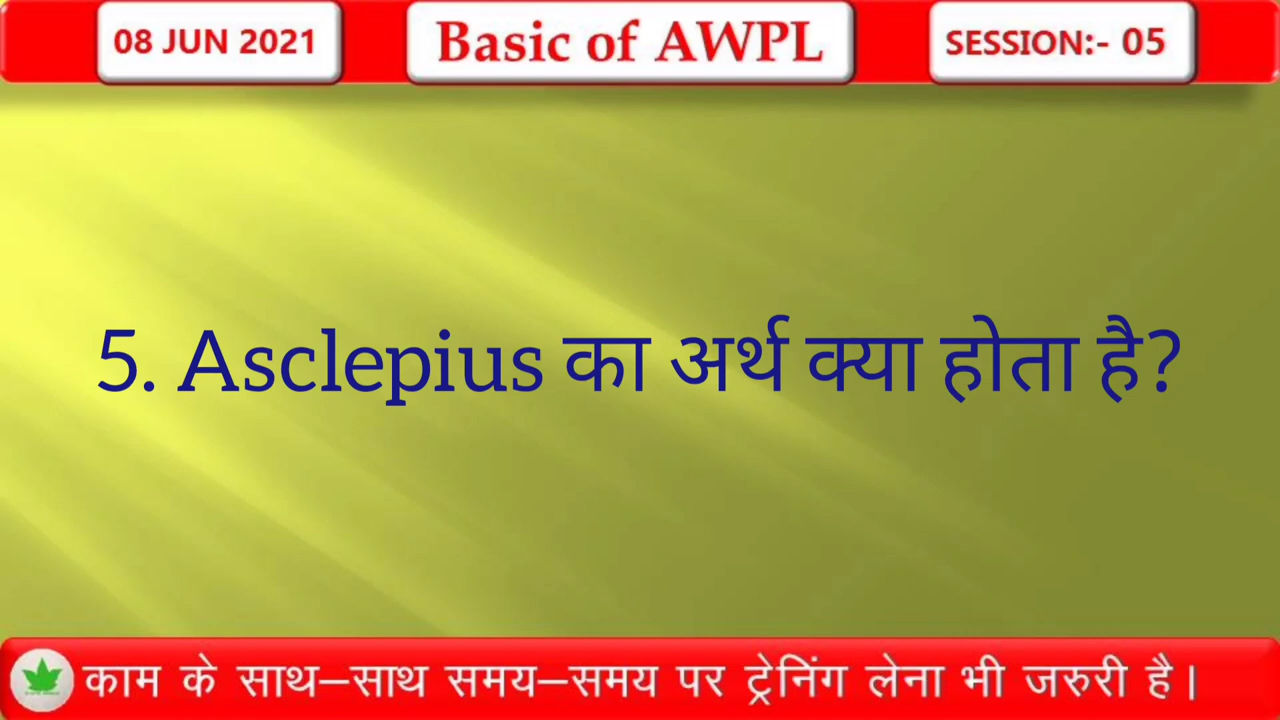 08 JUN 2021
Basic of AWPL
SESSION:- 05
5. Asclepius का अर्थ क्या होता है?
काम के साथ–साथ समय–समय पर ट्रेनिंग लेना भी जरुरी है।